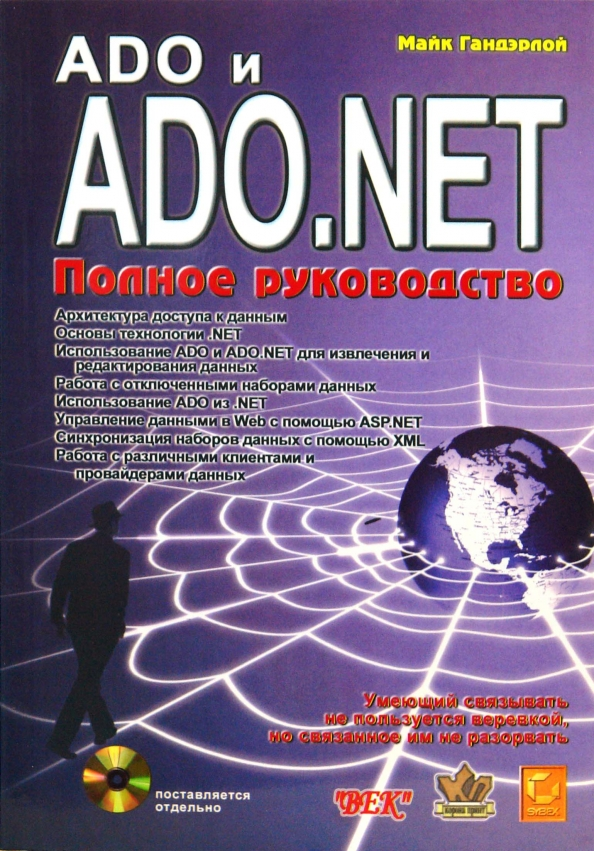 Майк Гандэрлой
ADO и
ADO.NET
Полное руководство
Архитектура доступа к данным
Основы технологии .NET
Использование ADO и ADO.NET для извлечения и
редактирования данных
Работа с отключенными наборами данных
Использование ADO из .NET
Управление данными в Web с помощью ASP.NET
Синхронизация наборов данных с помощью XML
Работа с различными клиентами и
провайдерами данных
Умеющий связывать
не пользуется веревкой,
но связанное им не разорвать
поставляется
отдельно
"ВЕК"
SYBEX